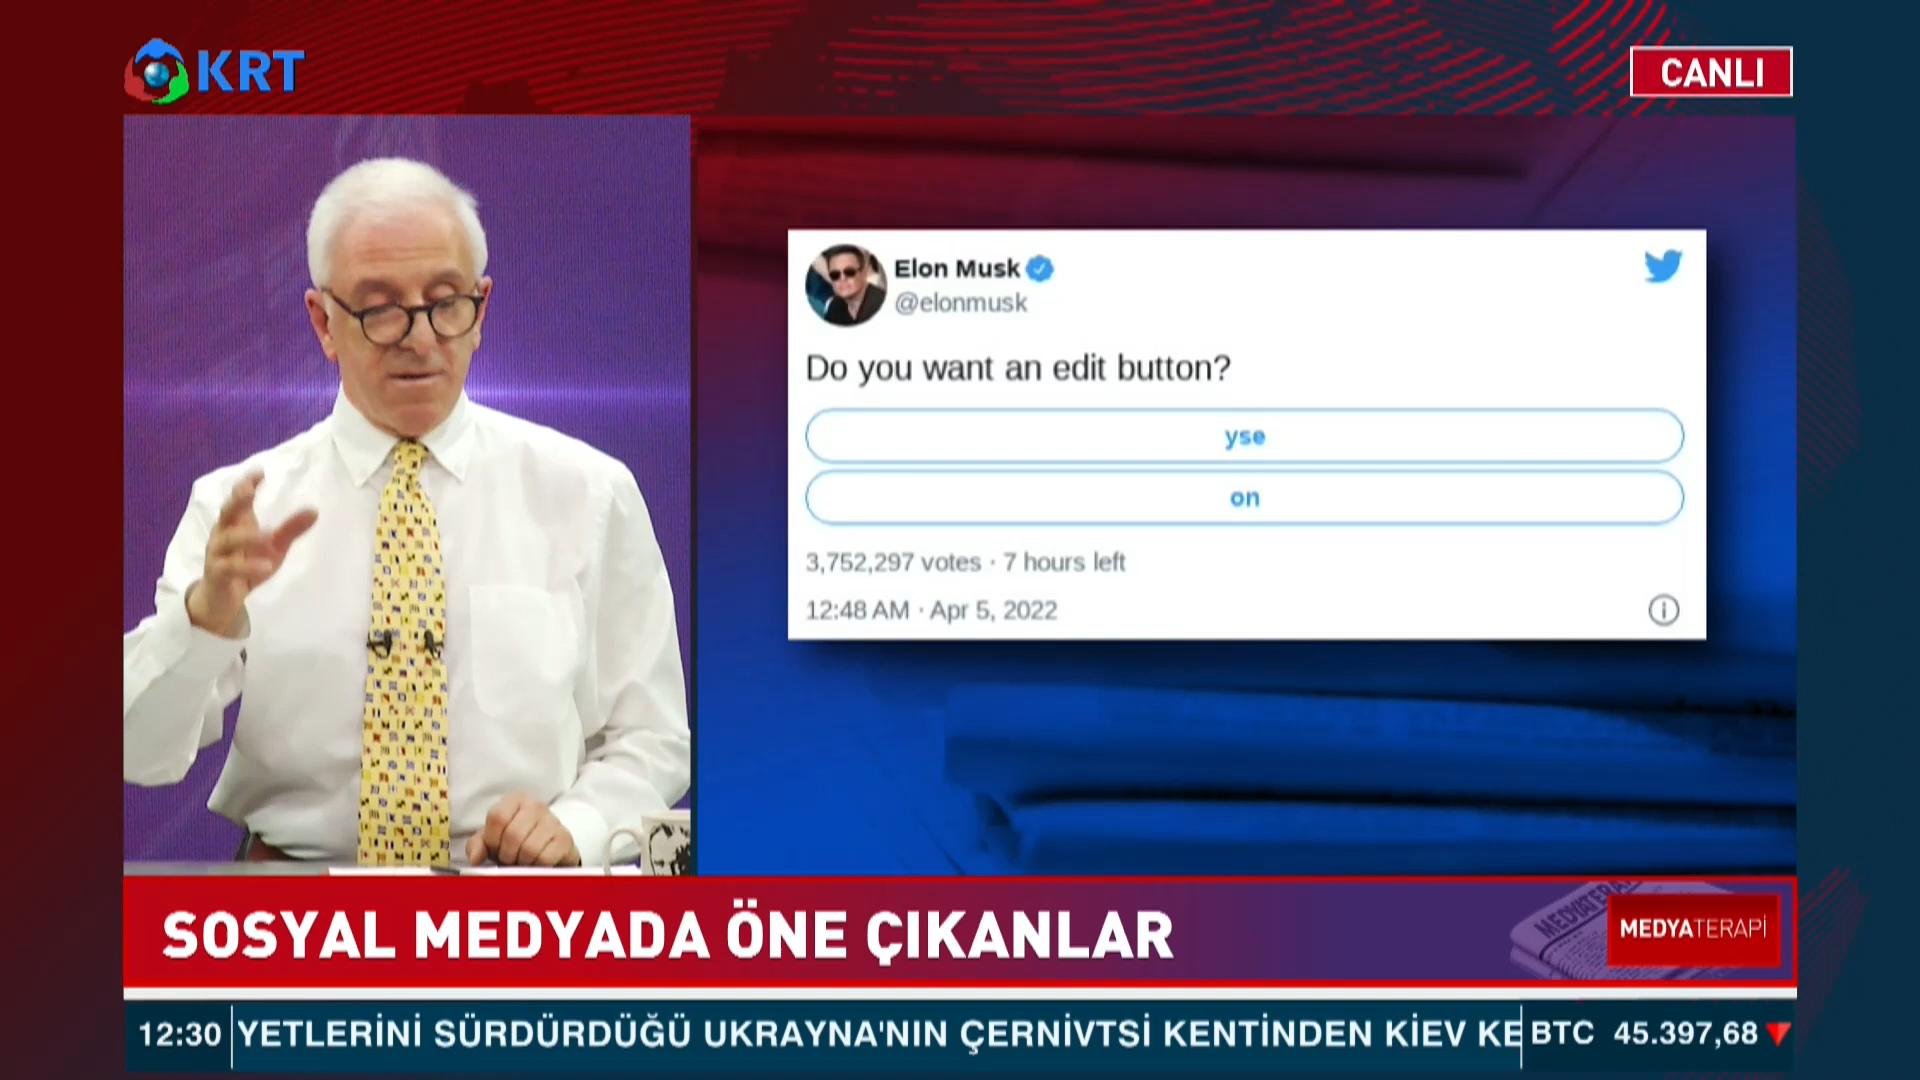 KRT
CANLI
Elon Musk
@elonmusk
Do you want an edit button?
yse
on
3,752,297 votes · 7 hours left
12:48 AM · Apr 5, 2022
SOSYAL MEDYADA ÖNE ÇIKANLAR
MEDYATERAPİ
12:30
YETLERİNİ SÜRDÜRDÜĞÜ UKRAYNA'NIN ÇERNİVTSİ KENTİNDEN KİEV KE
BTC 45.397,68